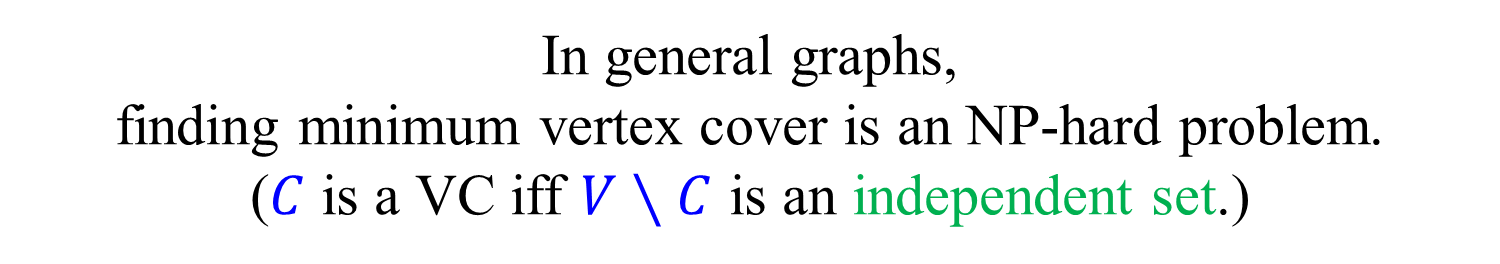 In general graphs,
finding minimum vertex cover is an NP-hard problem.
(C is a VC iff V \ C is an independent set.)